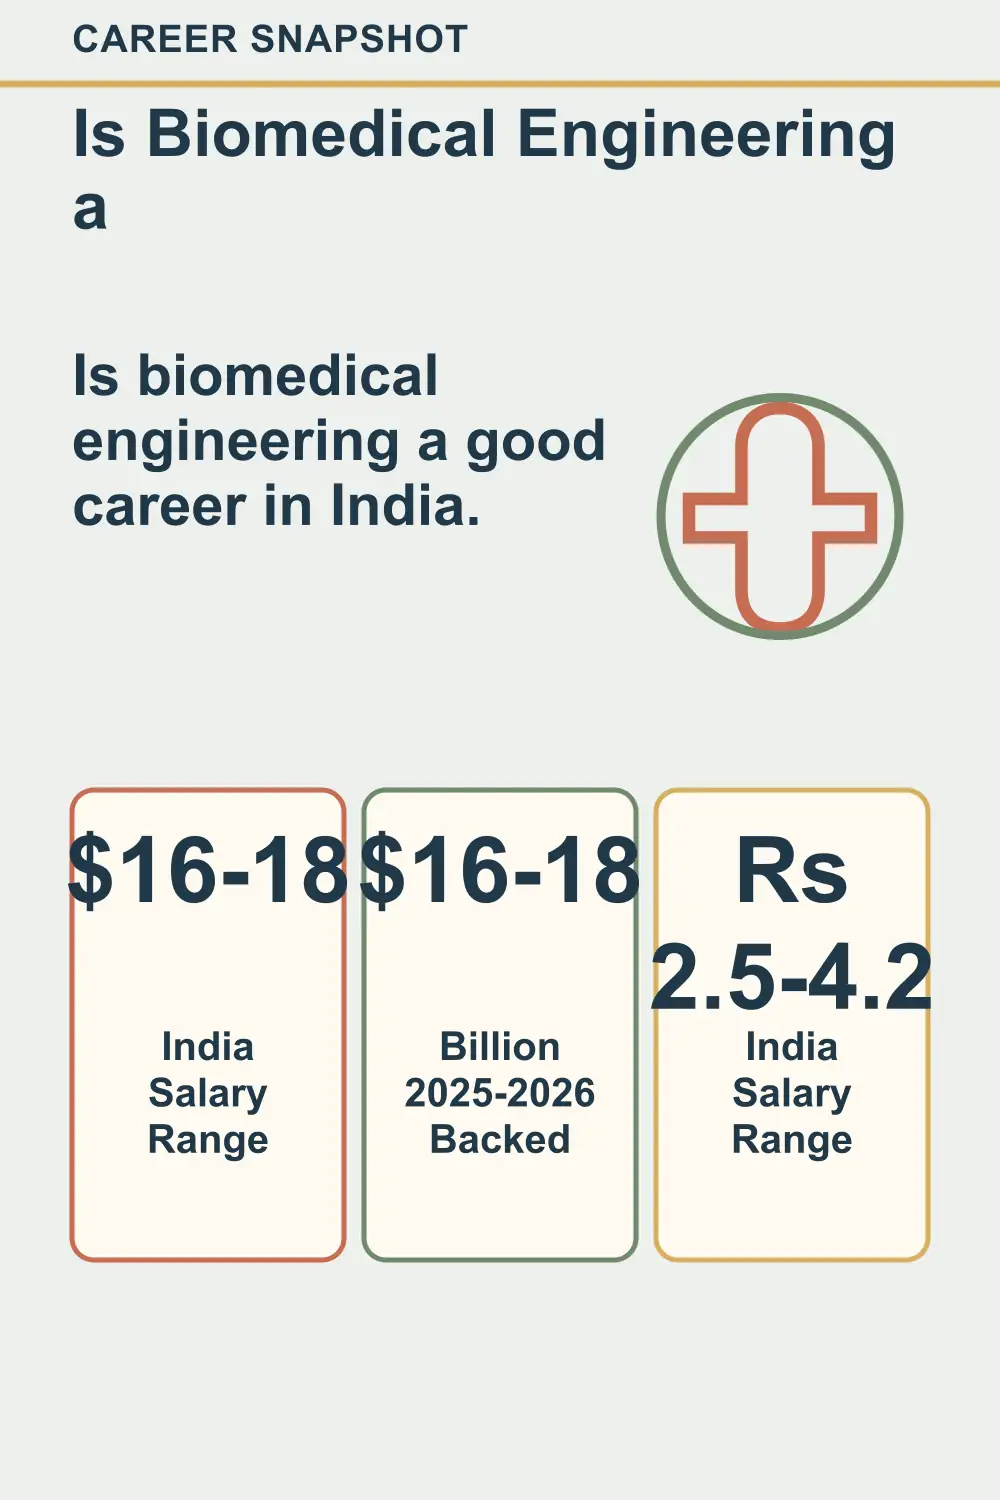 CAREER SNAPSHOT
Is Biomedical Engineering
a
Is biomedical
engineering a good
career in India.
$16-18
India
Salary
Range
$16-18
Billion
2025-2026
Backed
Rs
2.5-4.2
India
Salary
Range